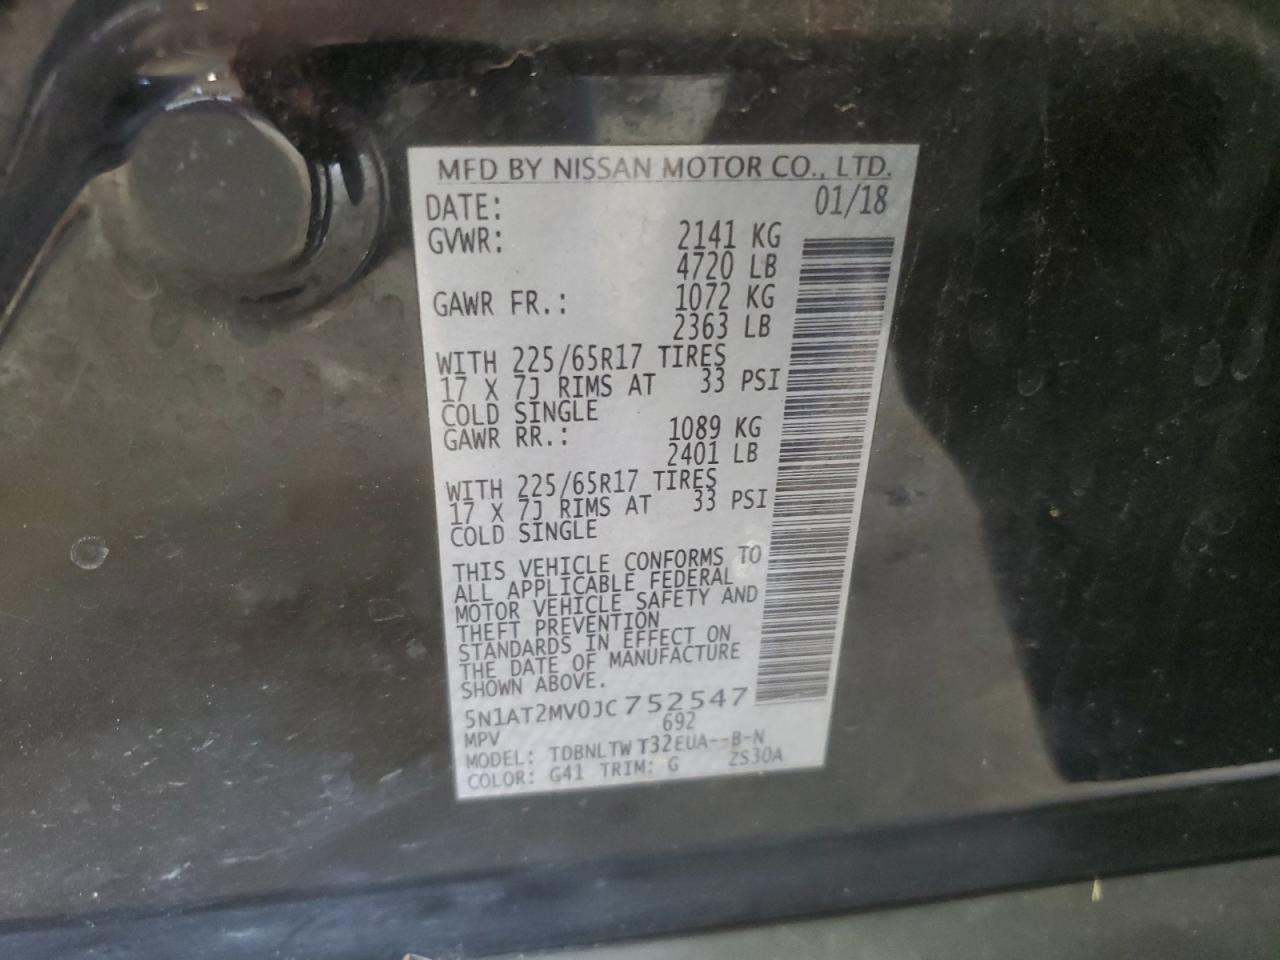 MFD BY NISSAN MOTOR CO., LTD.
DATE: 01/18
GVWR: 2141 KG
4720 LB
GAWR FR.: 1072 KG
2363 LB
WITH 225/65R17 TIRES
17 X 7J RIMS AT 33 PSI
COLD SINGLE
GAWR RR.: 1089 KG
2401 LB
WITH 225/65R17 TIRES
17 X 7J RIMS AT 33 PSI
COLD SINGLE
THIS VEHICLE CONFORMS TO
ALL APPLICABLE FEDERAL
MOTOR VEHICLE SAFETY AND
THEFT PREVENTION
STANDARDS IN EFFECT ON
THE DATE OF MANUFACTURE
SHOWN ABOVE.
5N1AT2MV0JC752547
MPV 692
MODEL: TDBNLTWT32EUA--B-N
COLOR: G41 TRIM: G ZS30A